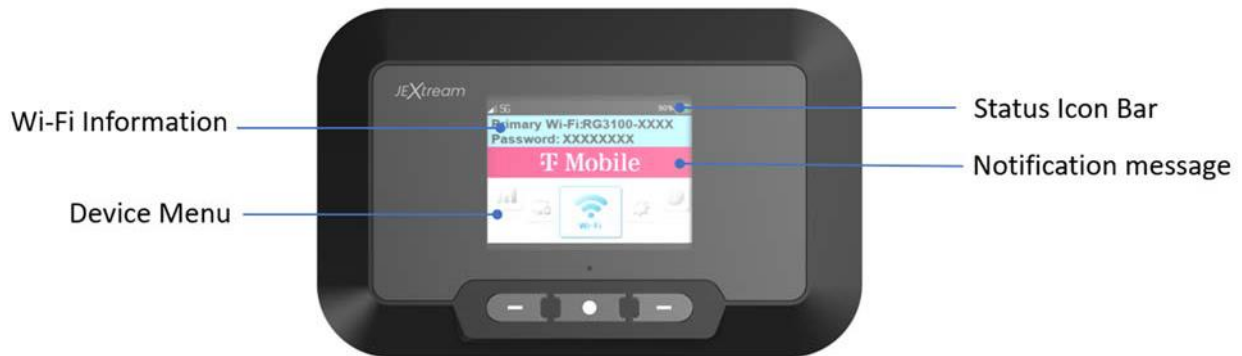 JEXtream
5G
Primary Wi-Fi:RG3100-XXXX
Password: XXXXXXXX
T Mobile
Wi-Fi
Wi-Fi Information
Device Menu
Status Icon Bar
Notification message